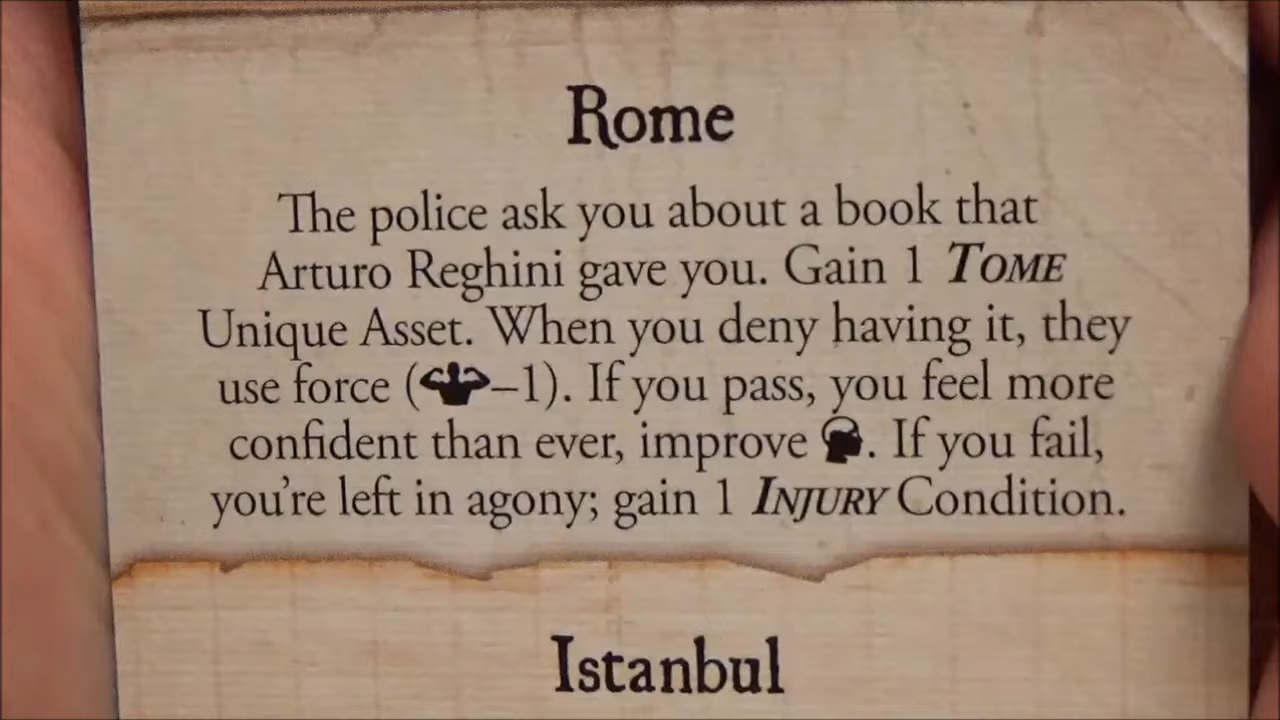 Rome
The police ask you about a book that
Arturo Reghini gave you. Gain 1 TOME
Unique Asset. When you deny having it, they
use force (–1). If you pass, you feel more
confident than ever, improve . If you fail,
you're left in agony; gain 1 INJURY Condition.
Istanbul